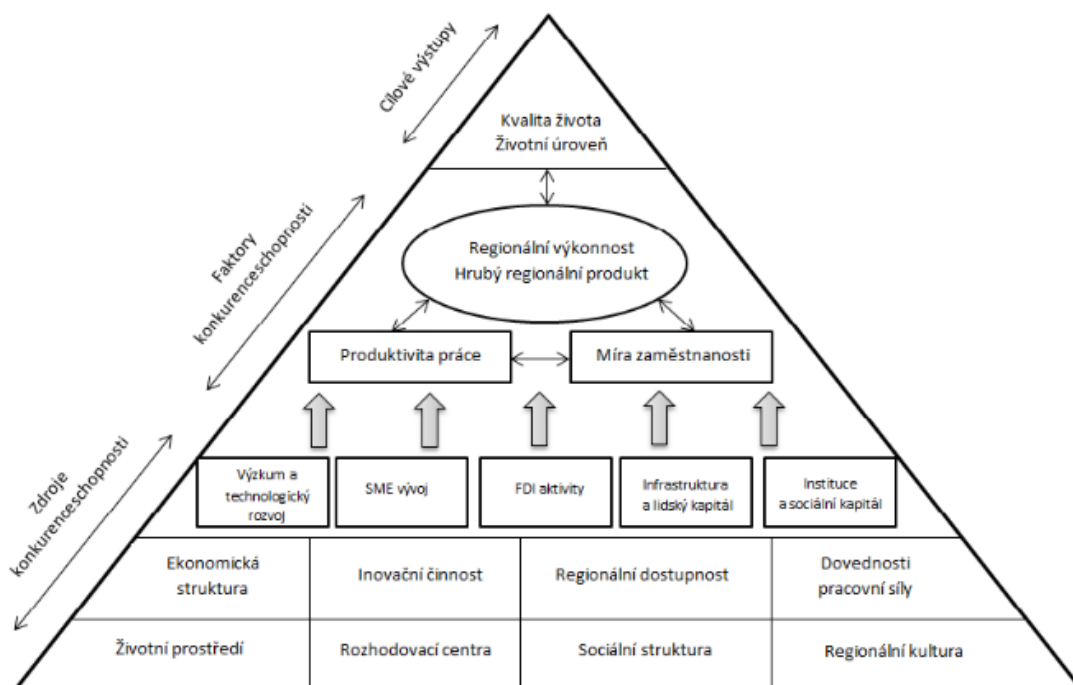 Cílové výstupy
Kvalita života
Životní úroveň
Faktory
konkurenceschopnosti
Regionální výkonnost
Hrubý regionální produkt
Produktivita práce
Míra zaměstnanosti
Zdroje
konkurenceschopnosti
Výzkum a
technologický
rozvoj
SME vývoj
FDI aktivity
Infrastruktura
a lidský kapitál
Instituce
a sociální kapitál
Ekonomická
struktura
Inovační činnost
Regionální dostupnost
Dovednosti
pracovní síly
Životní prostředí
Rozhodovací centra
Sociální struktura
Regionální kultura